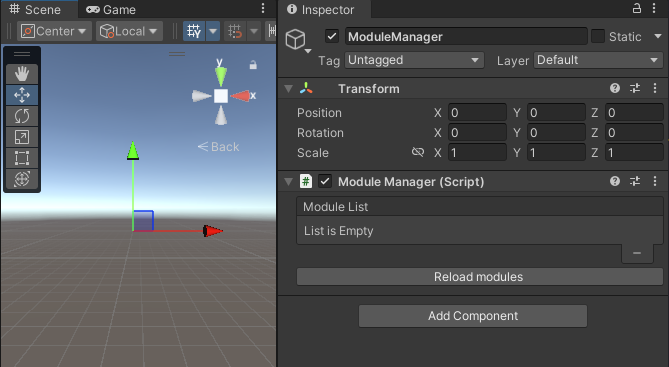 Scene
Game
Center
Local
y
x
Back
Inspector
ModuleManager
Static
Tag Untagged Layer Default
Transform
Position X 0 Y 0 Z 0
Rotation X 0 Y 0 Z 0
Scale X 1 Y 1 Z 1
# Module Manager (Script)
Module List
List is Empty
Reload modules
Add Component